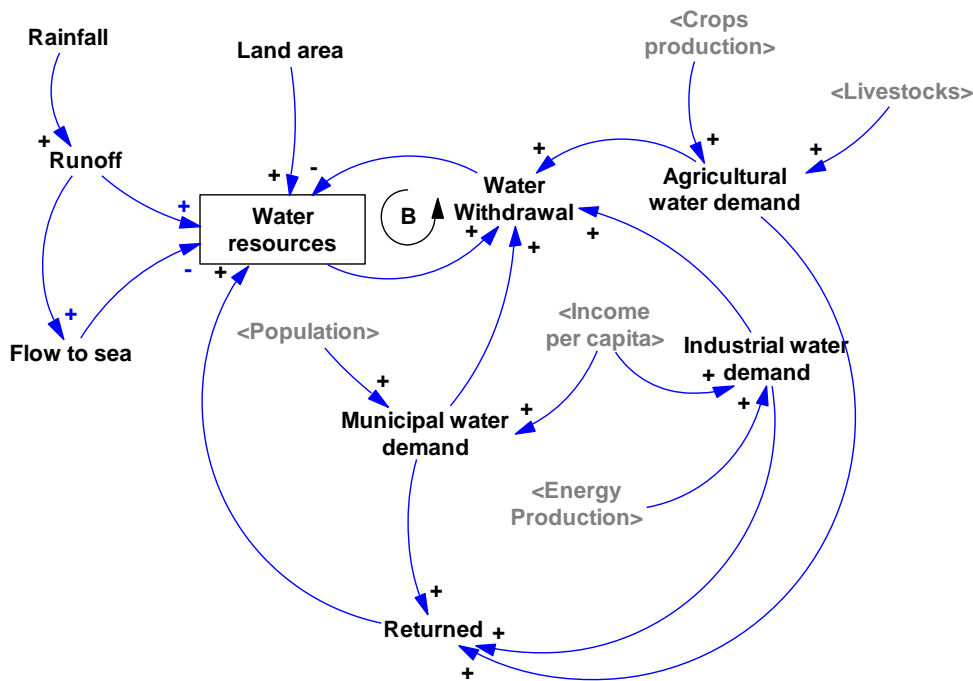 Rainfall
Land area
<Crops
production>
<Livestocks>
+
Runoff
+
-
+
+
+
Water
Withdrawal
Agricultural
water demand
+
Water
resources
B
+
+
+
-
+
+
Flow to sea
<Population>
<Income
per capita>
Industrial water
demand
+
+
+
+
Municipal water
demand
<Energy
Production>
+
Returned
+
+